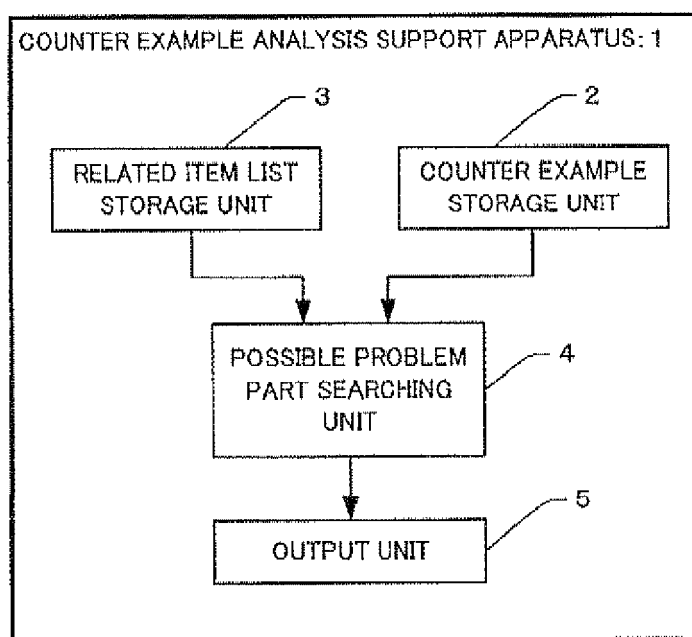 COUNTER EXAMPLE ANALYSIS SUPPORT APPARATUS: 1
3
2
RELATED ITEM LIST
STORAGE UNIT
COUNTER EXAMPLE
STORAGE UNIT
POSSIBLE PROBLEM
PART SEARCHING
UNIT
4
5
OUTPUT UNIT